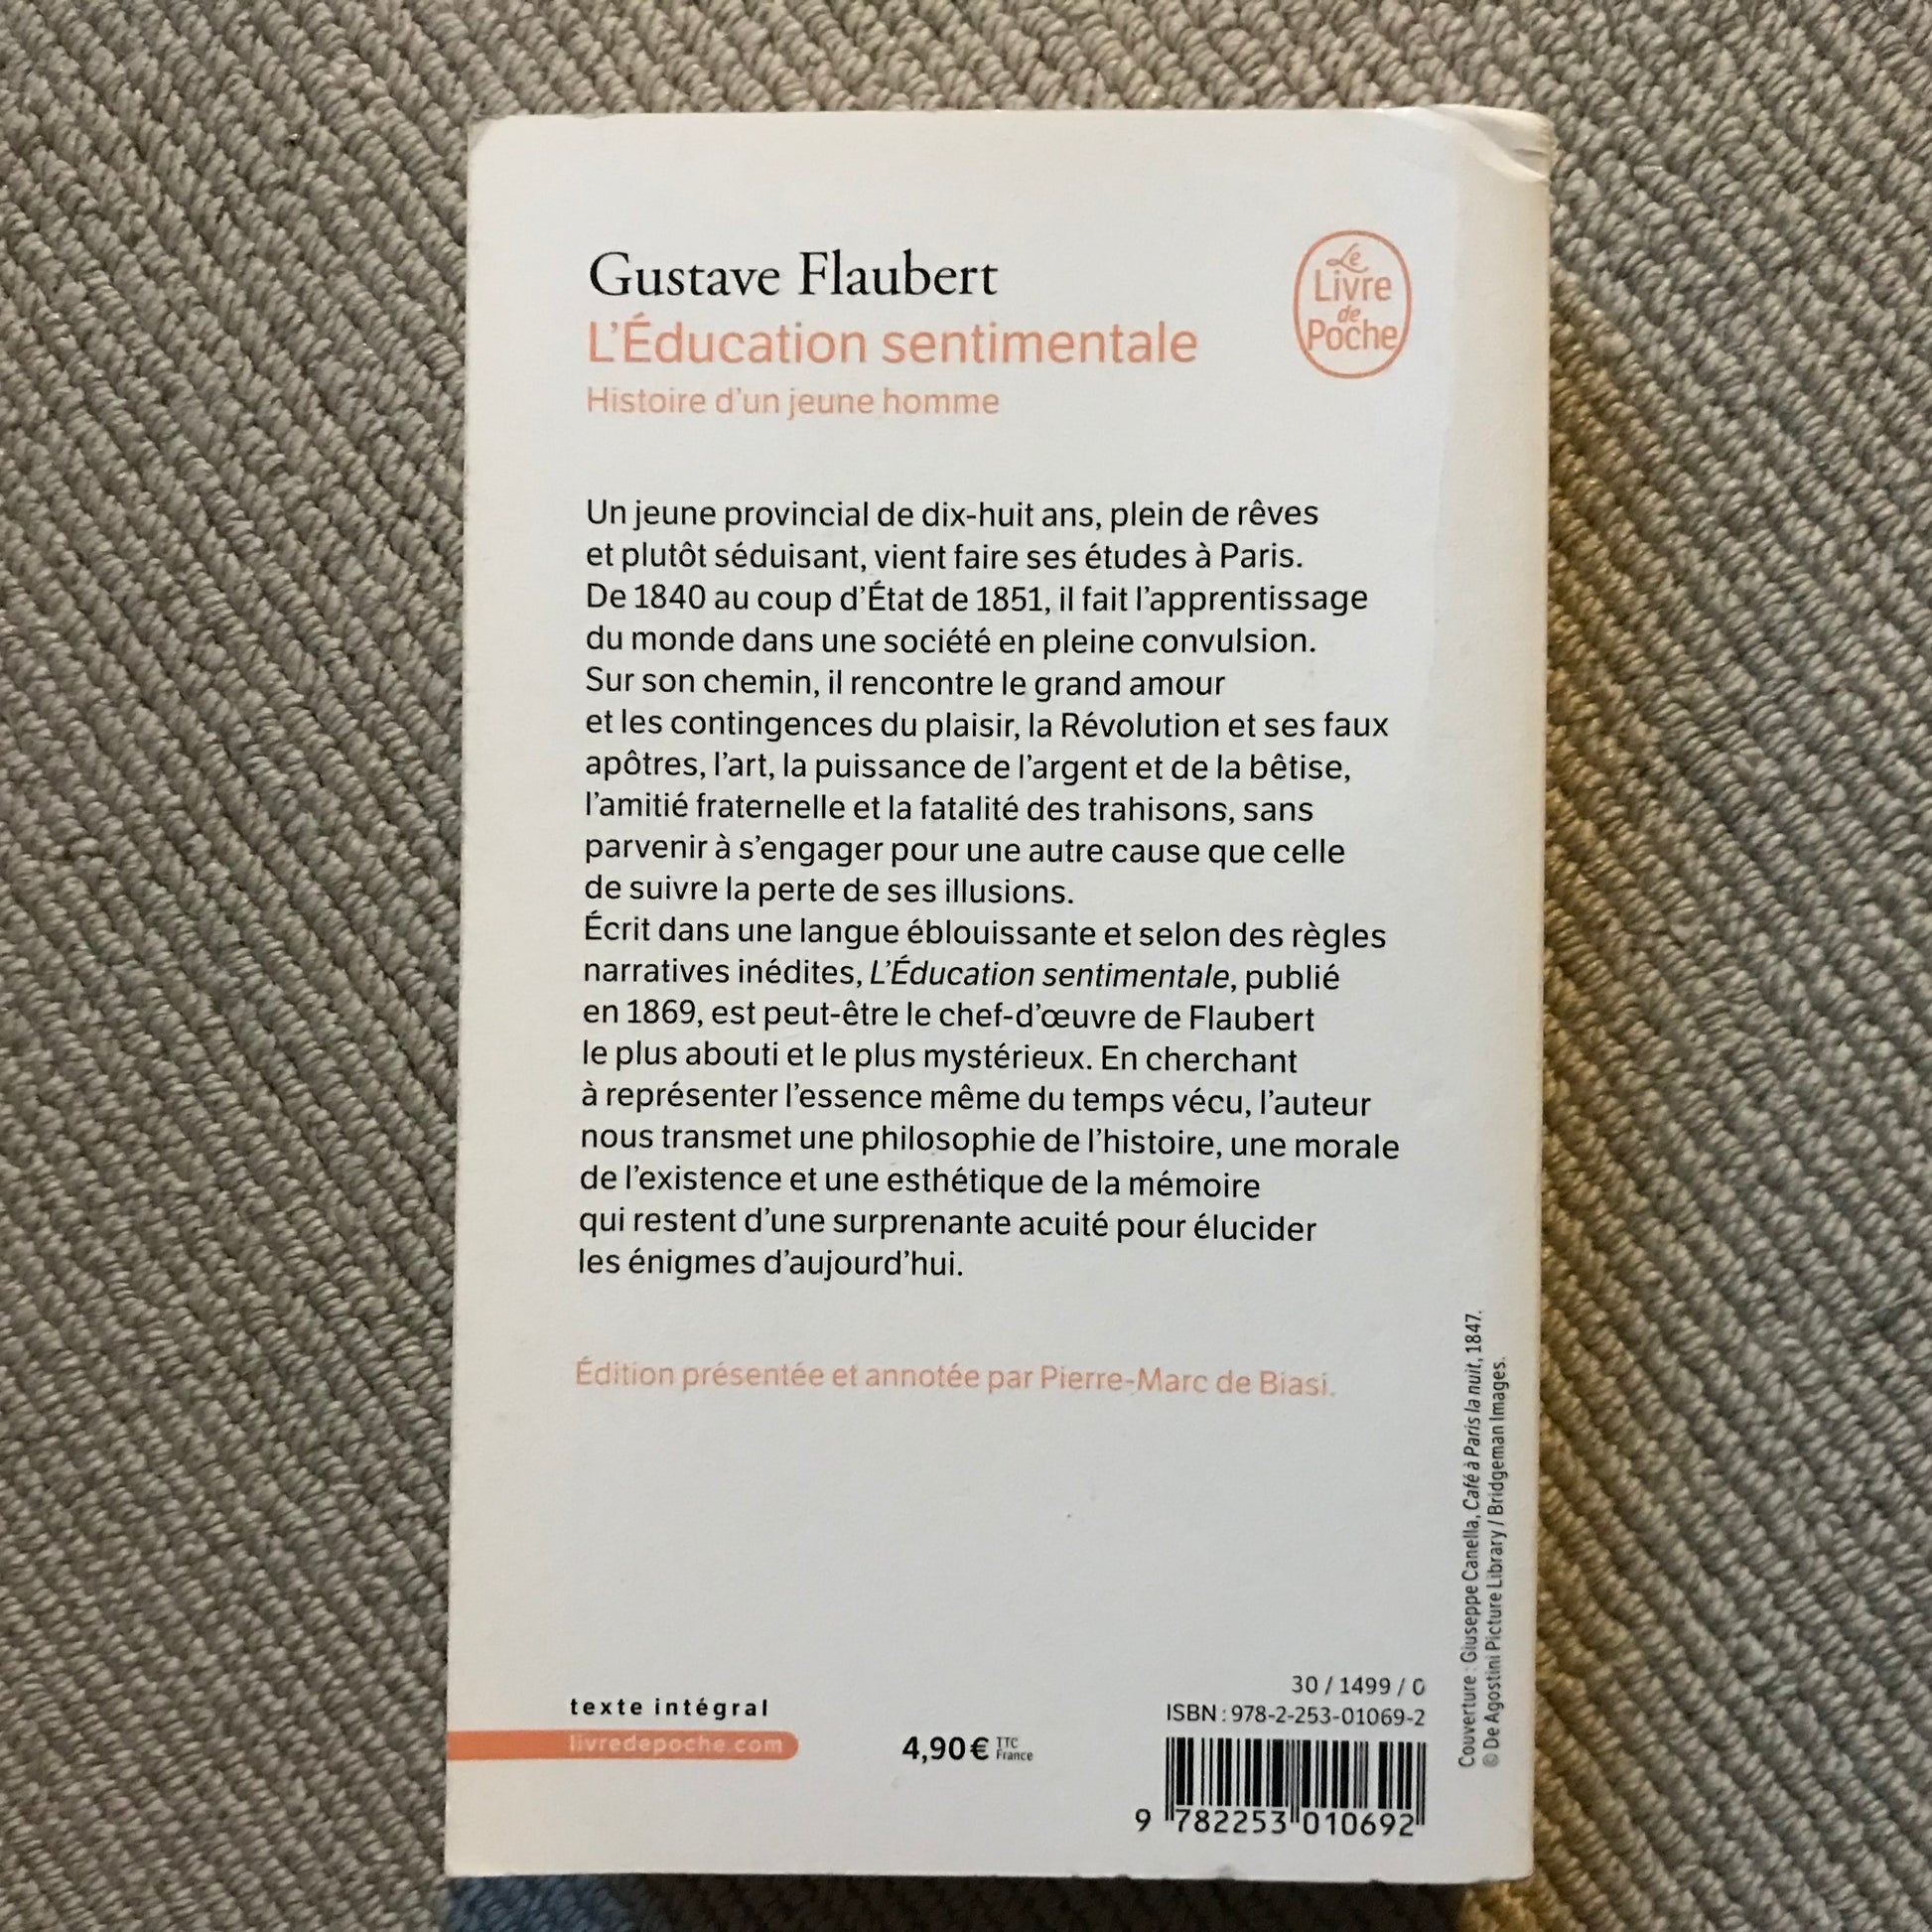 Gustave Flaubert
L'Éducation sentimentale
Histoire d'un jeune homme
Le
Livre
de
Poche
Un jeune provincial de dix-huit ans, plein de rêves
et plutôt séduisant, vient faire ses études à Paris.
De 1840 au coup d'État de 1851, il fait l'apprentissage
du monde dans une société en pleine convulsion.
Sur son chemin, il rencontre le grand amour
et les contingences du plaisir, la Révolution et ses faux
apôtres, l'art, la puissance de l'argent et de la bêtise,
l'amitié fraternelle et la fatalité des trahisons, sans
parvenir à s'engager pour une autre cause que celle
de suivre la perte de ses illusions.
Écrit dans une langue éblouissante et selon des règles
narratives inédites, L'Éducation sentimentale, publié
en 1869, est peut-être le chef-d'œuvre de Flaubert
le plus abouti et le plus mystérieux. En cherchant
à représenter l'essence même du temps vécu, l'auteur
nous transmet une philosophie de l'histoire, une morale
de l'existence et une esthétique de la mémoire
qui restent d'une surprenante acuité pour élucider
les énigmes d'aujourd'hui.
Édition présentée et annotée par Pierre-Marc de Biasi.
Couverture : Giuseppe Canella, Café à Paris la nuit, 1847.
© De Agostini Picture Library / Bridgeman Images.
texte intégral
livredepoche.com
4,90 € TTC
France
30 / 1499 / 0
ISBN : 978-2-253-01069-2
9 782253 010692